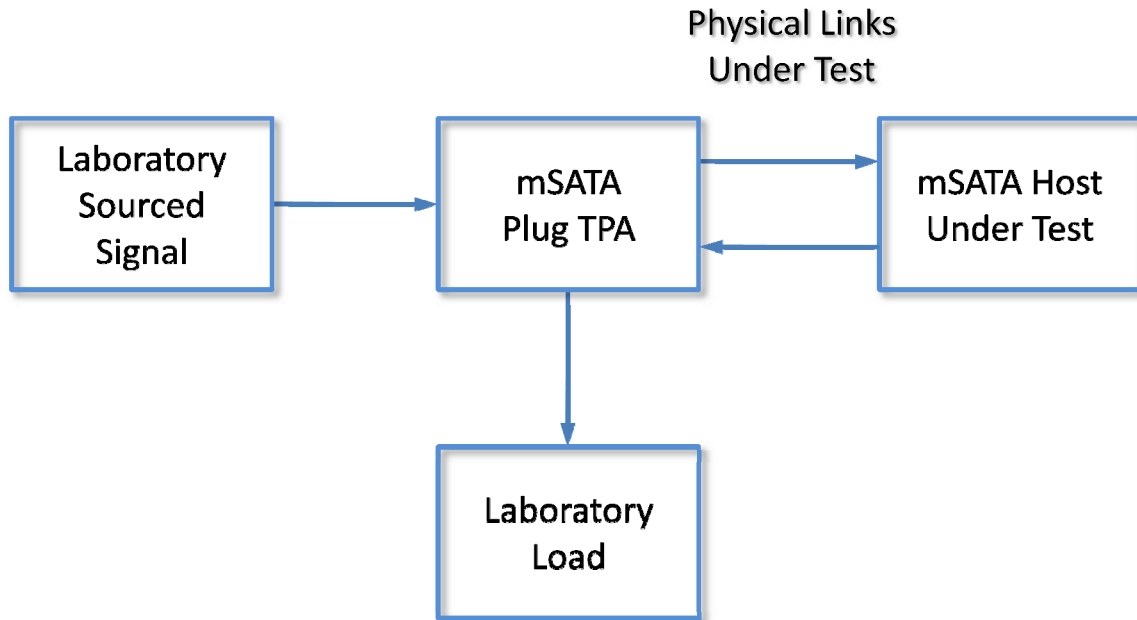 Physical Links
Under Test
Laboratory
Sourced
Signal
mSATA
Plug TPA
mSATA Host
Under Test
Laboratory
Load